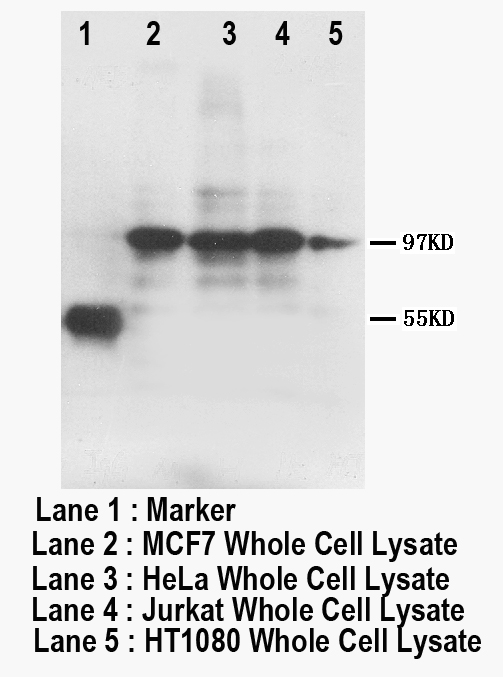 1 2 3 4 5
97KD
55KD
Lane 1 : Marker
Lane 2 : MCF7 Whole Cell Lysate
Lane 3 : HeLa Whole Cell Lysate
Lane 4 : Jurkat Whole Cell Lysate
Lane 5 : HT1080 Whole Cell Lysate